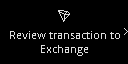 Review transaction to
Exchange